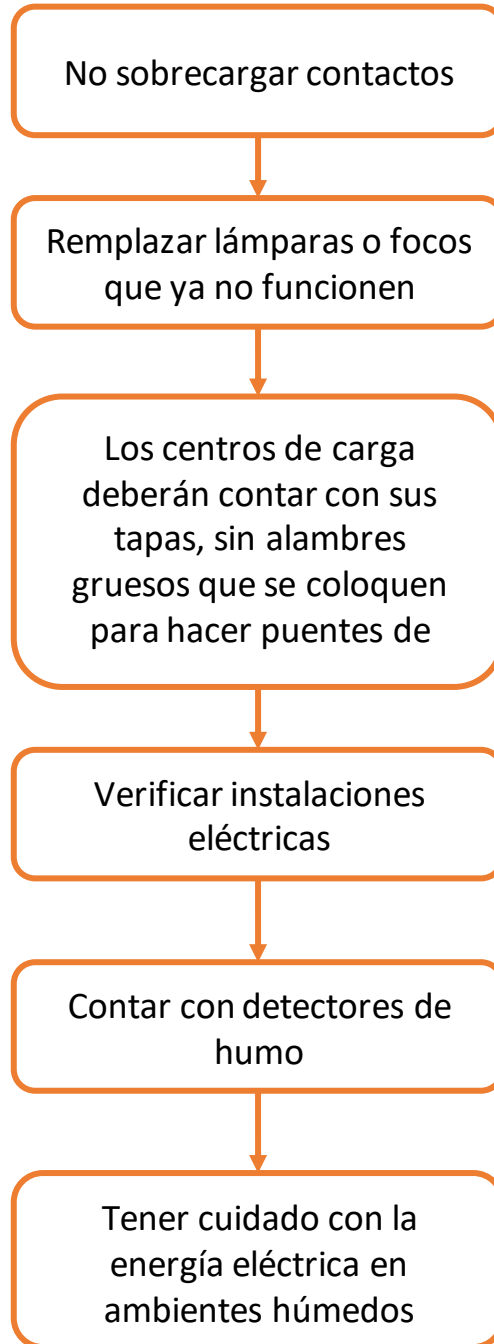 No sobrecargar contactos
Remplazar lámparas o focos
que ya no funcionen
Los centros de carga
deberán contar con sus
tapas, sin alambres
gruesos que se coloquen
para hacer puentes de
Verificar instalaciones
eléctricas
Contar con detectores de
humo
Tener cuidado con la
energía eléctrica en
ambientes húmedos